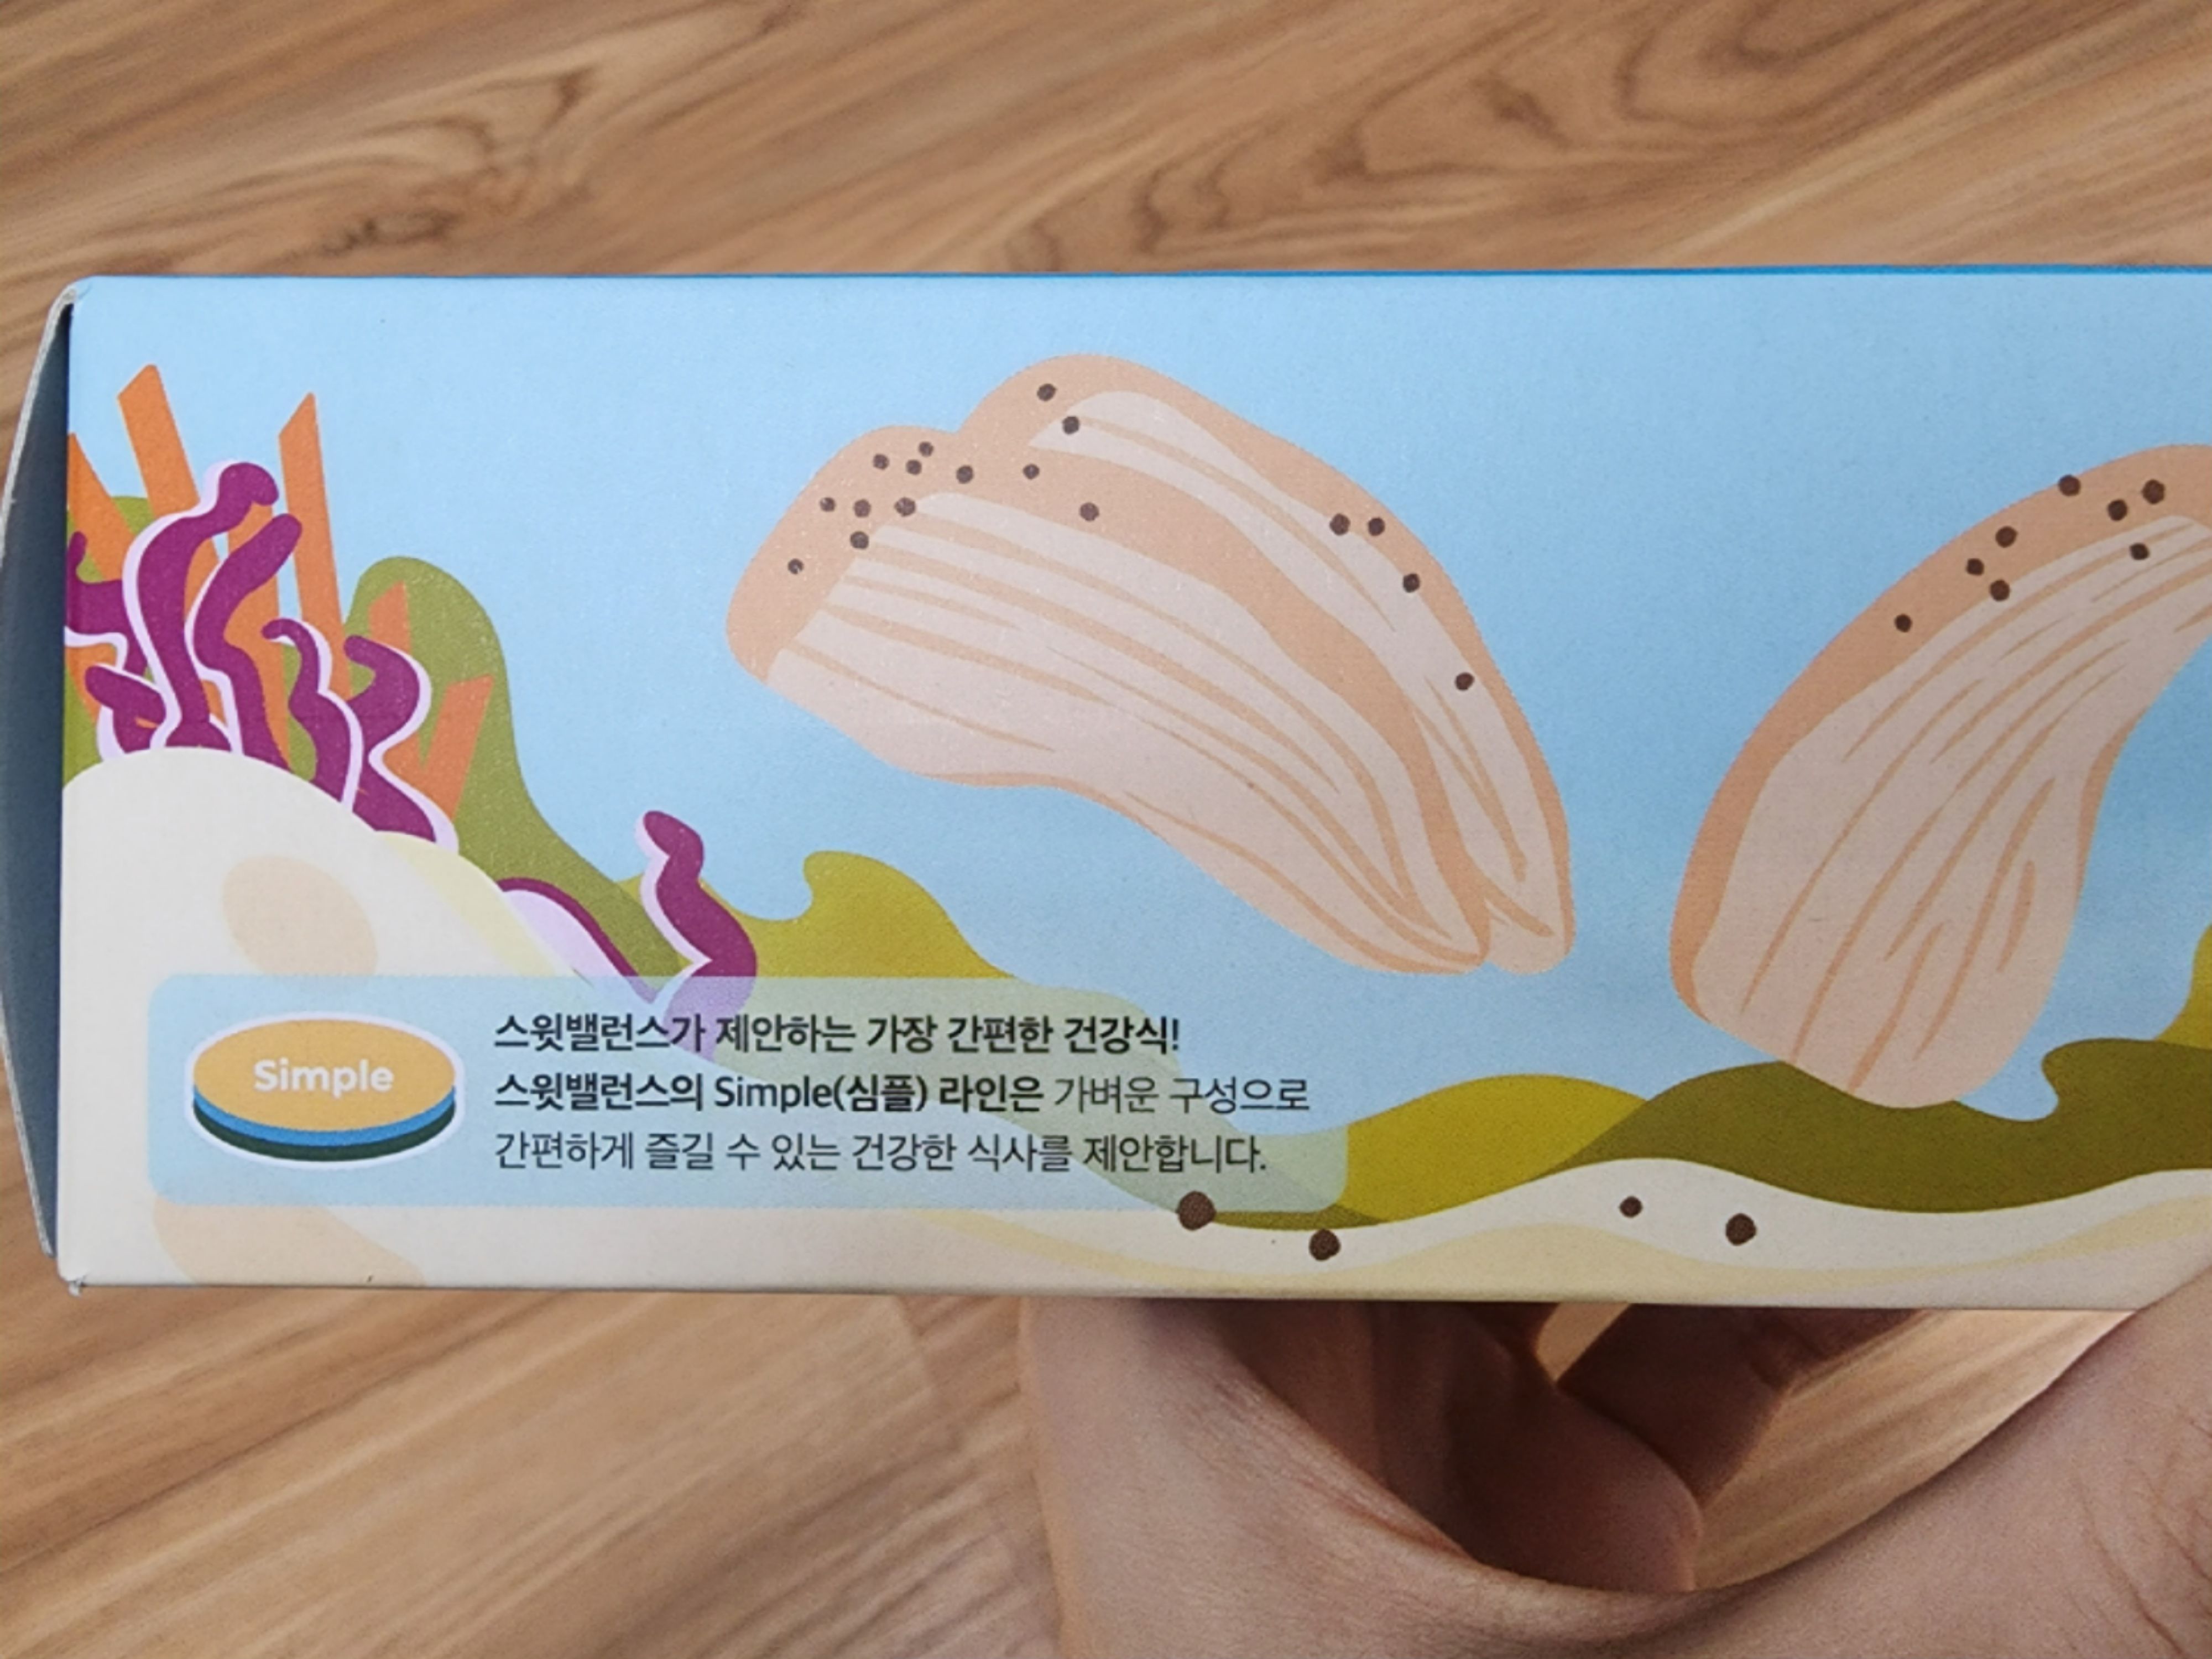 Simple
스윗밸런스가 제안하는 가장 간편한 건강식!
스윗밸런스의 Simple(심플) 라인은 가벼운 구성으로
간편하게 즐길 수 있는 건강한 식사를 제안합니다.